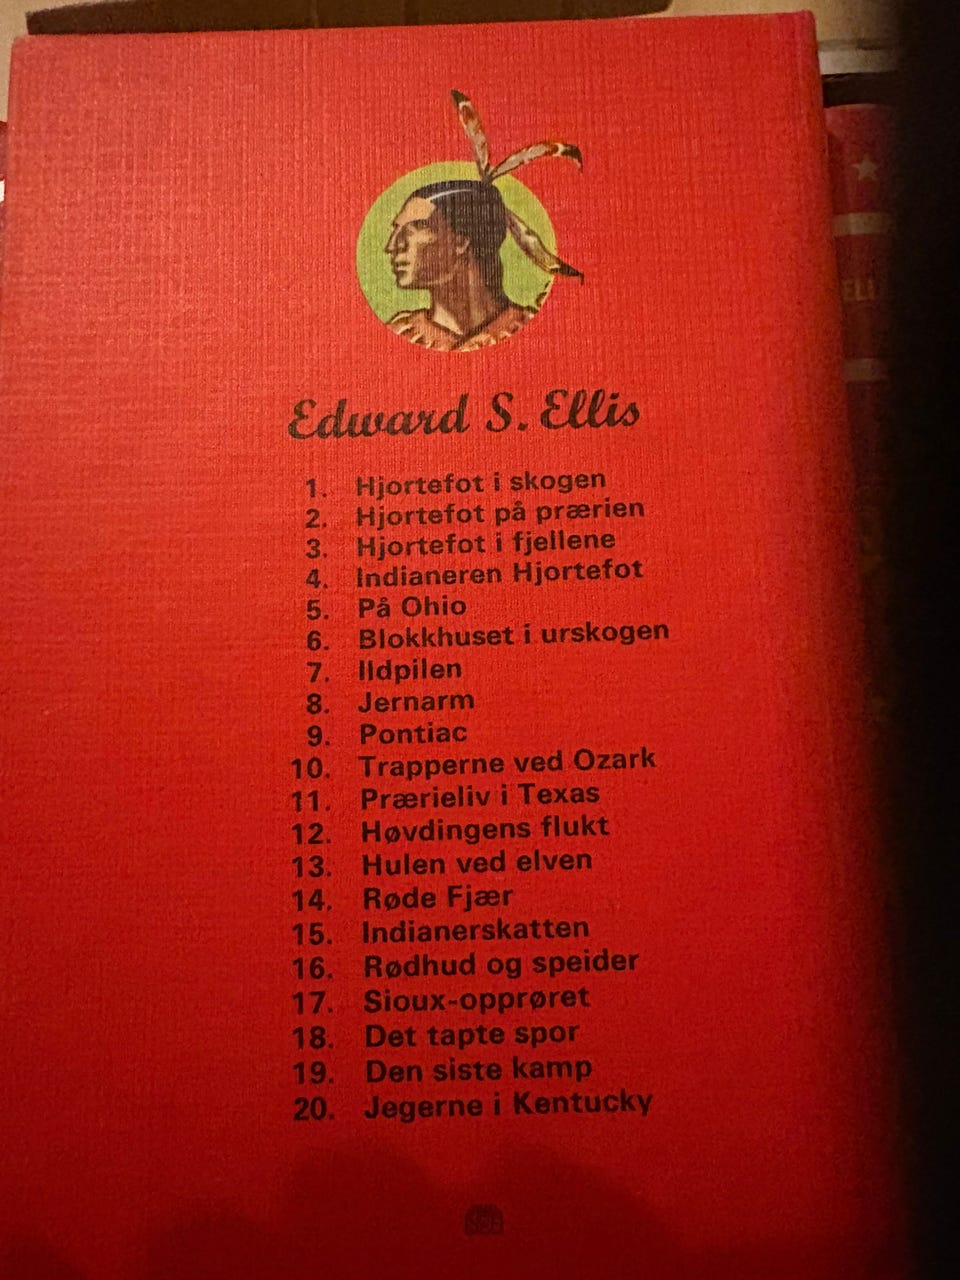 Edward S. Ellis
1. Hjortefot i skogen
2. Hjortefot på prærien
3. Hjortefot i fjellene
4. Indianeren Hjortefot
5. På Ohio
6. Blokkhuset i urskogen
7. Ildpilen
8. Jernarm
9. Pontiac
10. Trapperne ved Ozark
11. Prærieliv i Texas
12. Høvdingens flukt
13. Hulen ved elven
14. Røde Fjær
15. Indianerskatten
16. Rødhud og speider
17. Sioux-opprøret
18. Det tapte spor
19. Den siste kamp
20. Jegerne i Kentucky